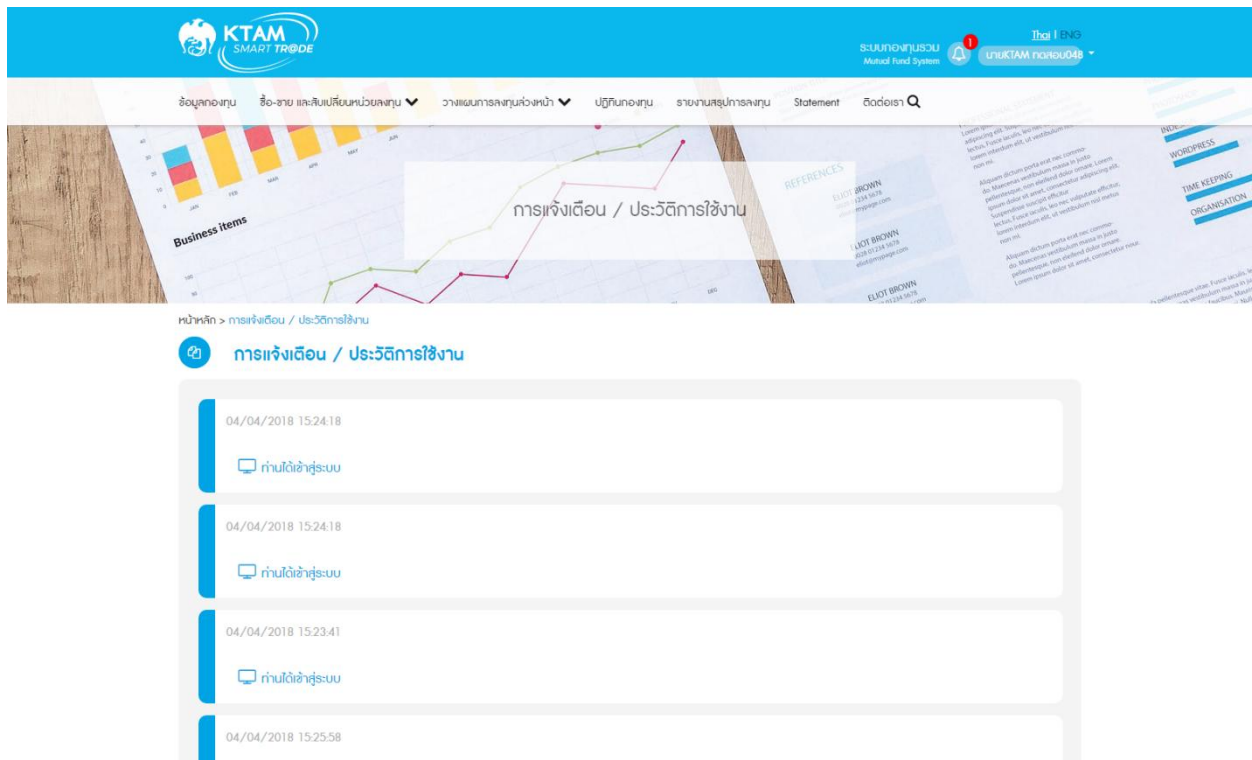 KTAM
SMART TR@DE
Thai | ENG
ระบบกองทุนรวม
Mutual Fund System
1
นายKTAM ทดสอบ048
ข้อมูลกองทุน ซื้อ-ขาย และสับเปลี่ยนหน่วยลงทุน วางแผนการลงทุนล่วงหน้า ปฏิทินกองทุน รายงานสรุปการลงทุน Statement ติดต่อเรา
Business items
JAN FEB MAR APR MAY JUN
REFERENCES
ELIOT BROWN
ELIOT BROWN
ELIOT BROWN
WORDPRESS
TIME KEEPING
ORGANISATION
การแจ้งเตือน / ประวัติการใช้งาน
หน้าหลัก > การแจ้งเตือน / ประวัติการใช้งาน
การแจ้งเตือน / ประวัติการใช้งาน
04/04/2018 15:24:18
ท่านได้เข้าสู่ระบบ
04/04/2018 15:24:18
ท่านได้เข้าสู่ระบบ
04/04/2018 15:23:41
ท่านได้เข้าสู่ระบบ
04/04/2018 15:25:58